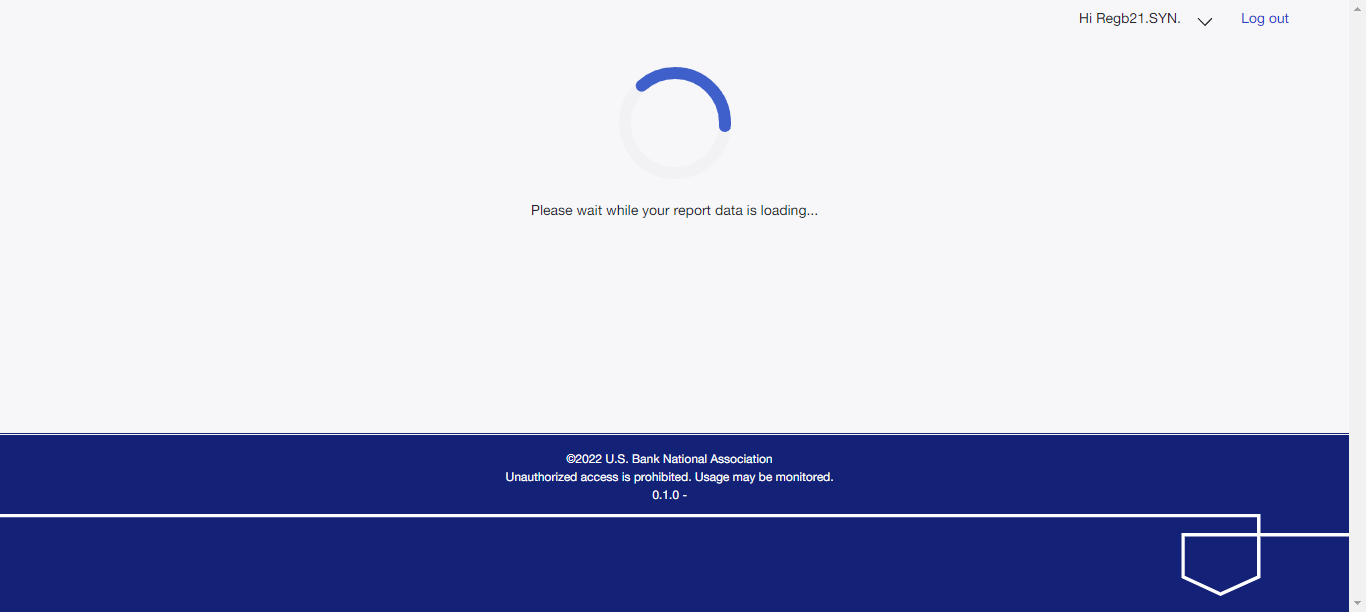 Hi Regb21.SYN.
Log out
Please wait while your report data is loading...
©2022 U.S. Bank National Association
Unauthorized access is prohibited. Usage may be monitored.
0.1.0 -